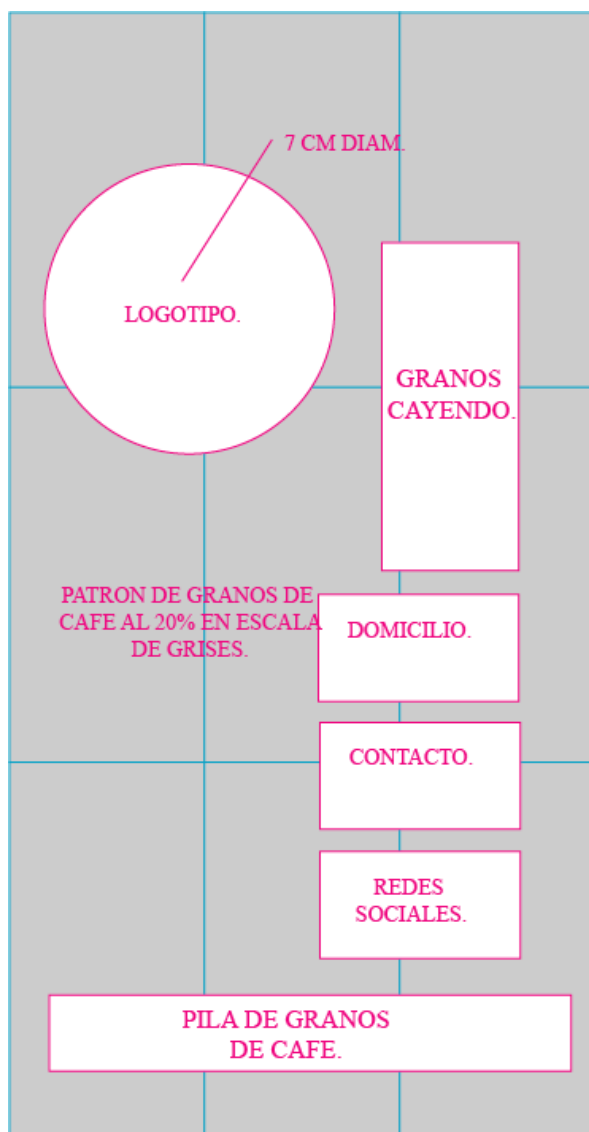 7 CM DIAM.
LOGOTIPO.
GRANOS
CAYENDO.
PATRON DE GRANOS DE
CAFE AL 20% EN ESCALA
DE GRISES.
DOMICILIO.
CONTACTO.
REDES
SOCIALES.
PILA DE GRANOS
DE CAFE.